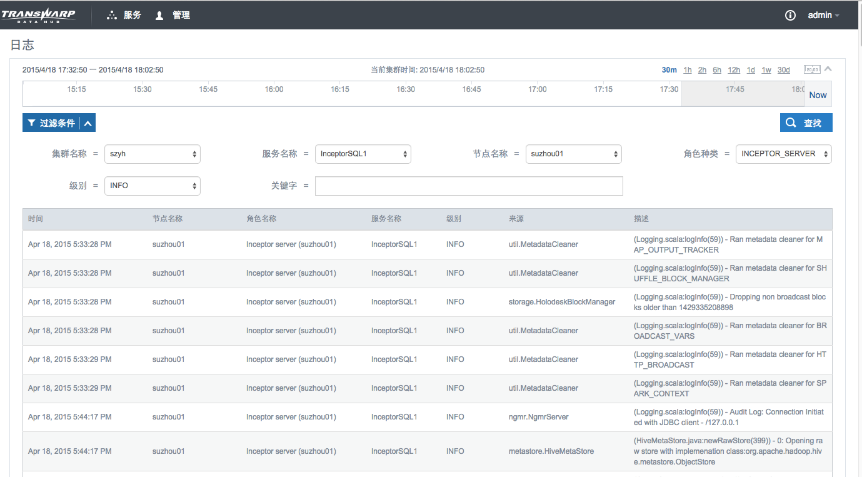 TRANSWARP
DATA HUB
服务
管理
admin
日志
2015/4/18 17:32:50 一 2015/4/18 18:02:50
当前集群时间: 2015/4/18 18:02:50
30m 1h 2h 6h 12h 1d 1w 30d
15:15 15:30 15:45 16:00 16:15 16:30 16:45 17:00 17:15 17:30 17:45 18:0
Now
过滤条件
查找
集群名称 = szyh 服务名称 = InceptorSQL1 节点名称 = suzhou01 角色种类 = INCEPTOR_SERVER
级别 = INFO 关键字 =
时间 节点名称 角色名称 服务名称 级别 来源 描述
Apr 18, 2015 5:33:28 PM suzhou01 Inceptor server (suzhou01) InceptorSQL1 INFO util.MetadataCleaner (Logging.scala:logInfo(59)) - Ran metadata cleaner for M
AP_OUTPUT_TRACKER
Apr 18, 2015 5:33:28 PM suzhou01 Inceptor server (suzhou01) InceptorSQL1 INFO util.MetadataCleaner (Logging.scala:logInfo(59)) - Ran metadata cleaner for SH
UFFLE_BLOCK_MANAGER
Apr 18, 2015 5:33:28 PM suzhou01 Inceptor server (suzhou01) InceptorSQL1 INFO storage.HolodeskBlockManager (Logging.scala:logInfo(59)) - Dropping non broadcast bloc
ks older than 1429335208898
Apr 18, 2015 5:33:28 PM suzhou01 Inceptor server (suzhou01) InceptorSQL1 INFO util.MetadataCleaner (Logging.scala:logInfo(59)) - Ran metadata cleaner for BR
OADCAST_VARS
Apr 18, 2015 5:33:29 PM suzhou01 Inceptor server (suzhou01) InceptorSQL1 INFO util.MetadataCleaner (Logging.scala:logInfo(59)) - Ran metadata cleaner for HT
TP_BROADCAST
Apr 18, 2015 5:33:29 PM suzhou01 Inceptor server (suzhou01) InceptorSQL1 INFO util.MetadataCleaner (Logging.scala:logInfo(59)) - Ran metadata cleaner for SP
ARK_CONTEXT
Apr 18, 2015 5:44:17 PM suzhou01 Inceptor server (suzhou01) InceptorSQL1 INFO ngmr.NgmrServer (Logging.scala:logInfo(59)) - Audit Log: Connection Initiat
ed with JDBC client - /127.0.0.1
Apr 18, 2015 5:44:17 PM suzhou01 Inceptor server (suzhou01) InceptorSQL1 INFO metastore.HiveMetaStore (HiveMetaStore.java:newRawStore(399)) - 0: Opening ra
w store with implemenation class:org.apache.hadoop.hiv
e.metastore.ObjectStore